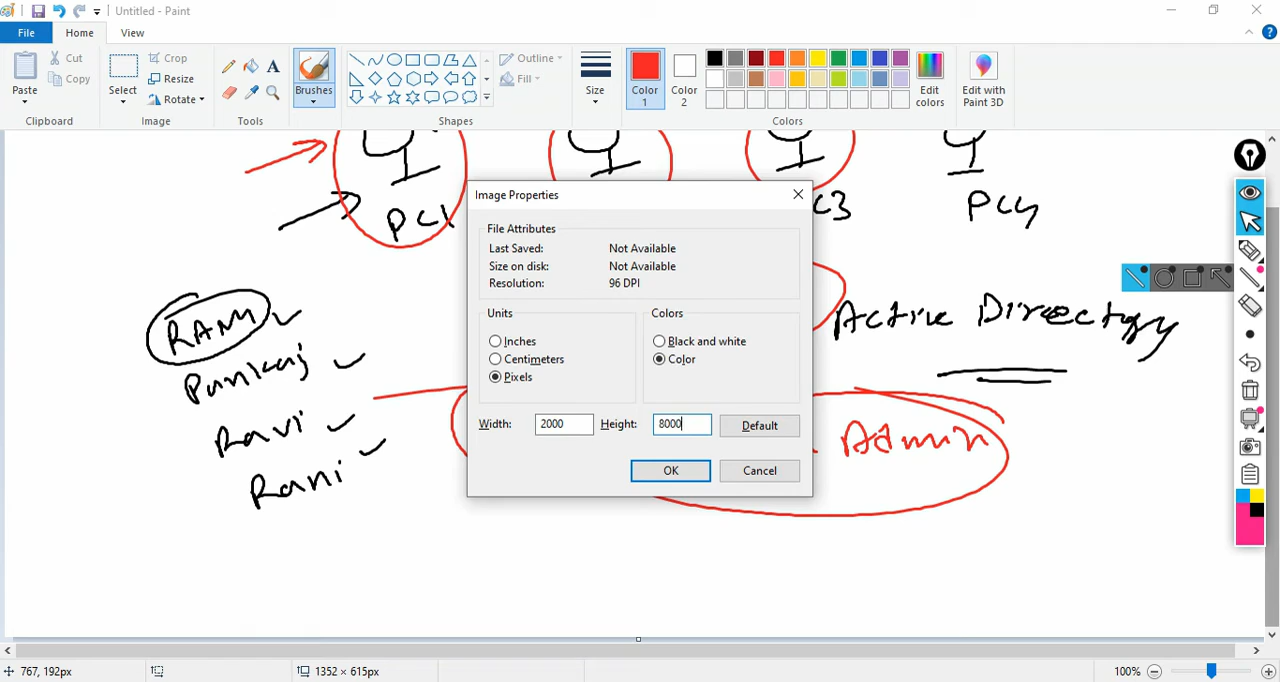 Untitled - Paint
File Home View
Paste Cut Copy Clipboard
Select Crop Resize Rotate Image
A Tools
Brushes
Outline Fill Shapes
Size
Color 1 Color 2 Edit colors Edit with Paint 3D Colors
PC1
C3
PC4
Image Properties
File Attributes
Last Saved: Not Available
Size on disk: Not Available
Resolution: 96 DPI
Units
Inches
Centimeters
Pixels
Colors
Black and white
Color
Width: 2000 Height: 8000 Default
OK Cancel
RAM
Punkaj
Ravi
Rani
Active Directory
Admin
767, 192px 1352 × 615px 100%